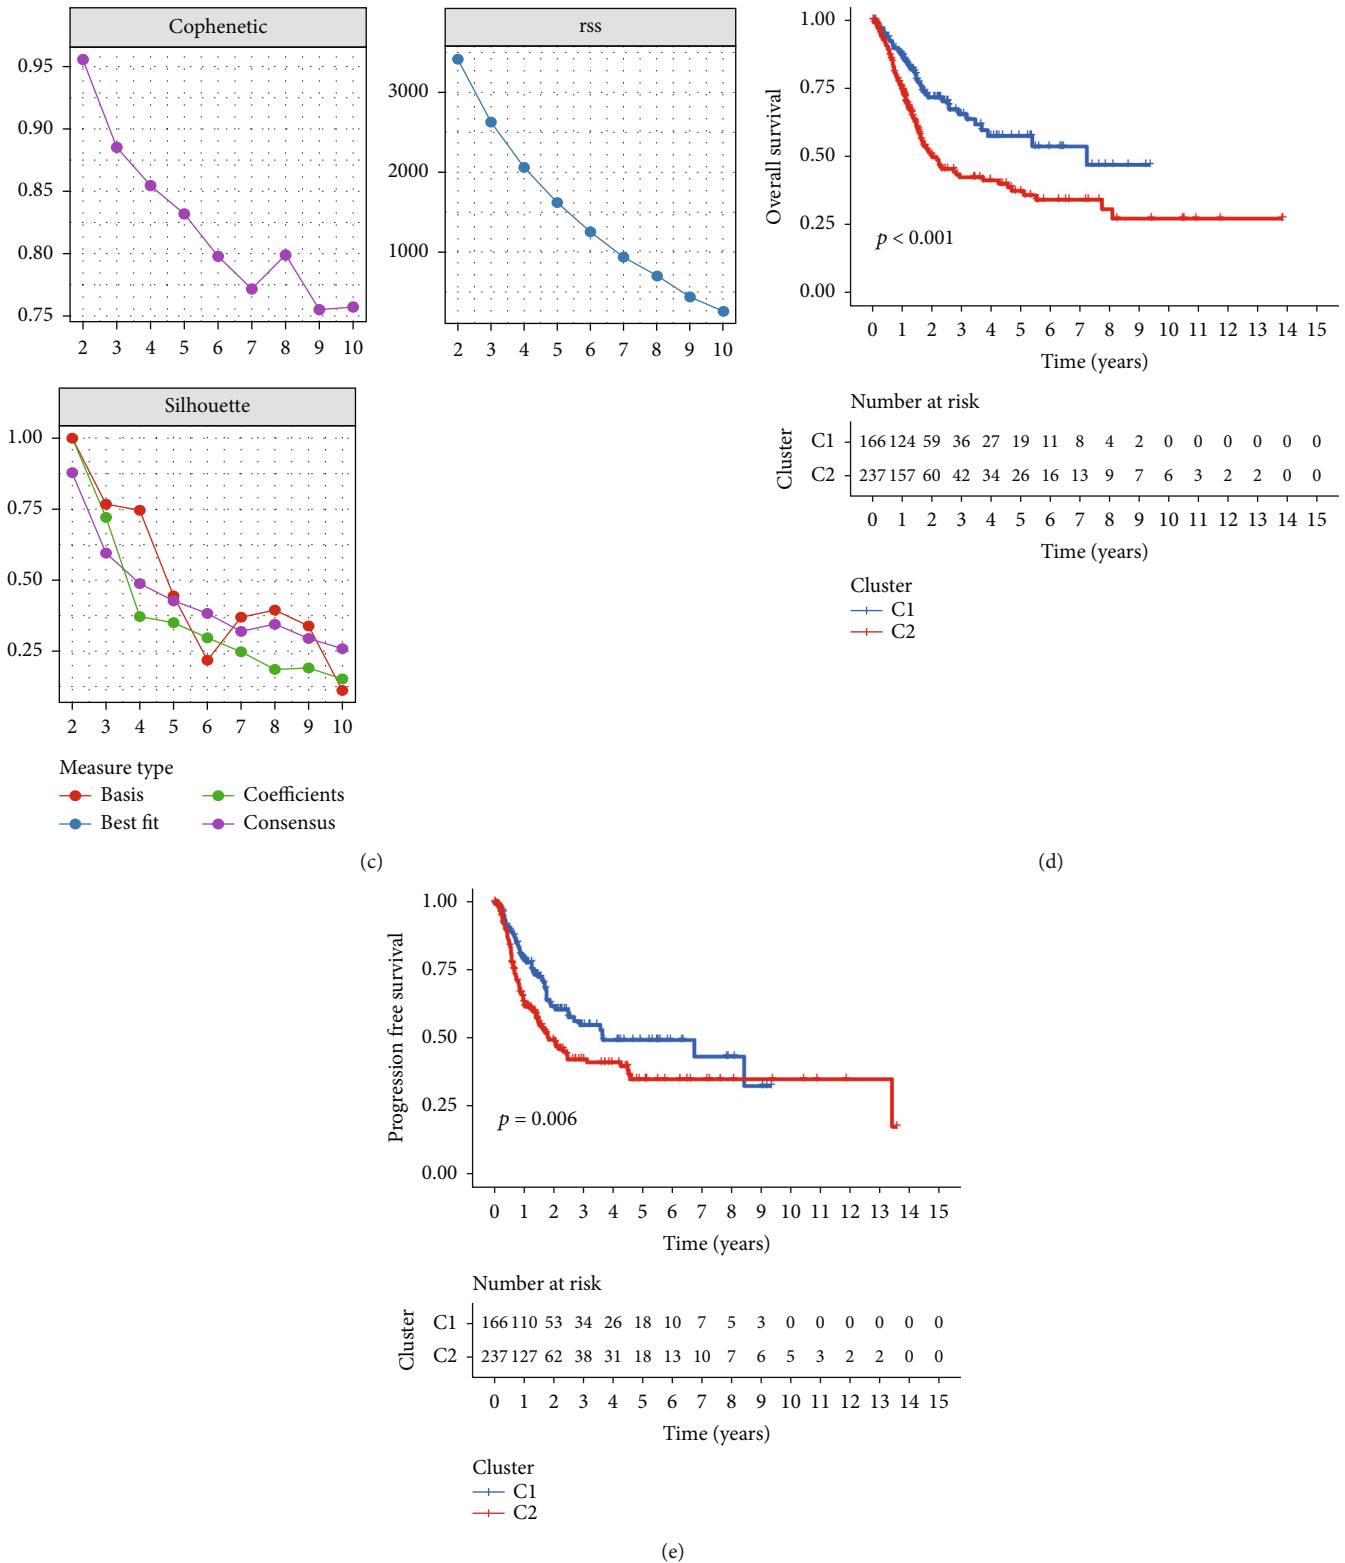 Cophenetic
0.95
0.90
0.85
0.80
0.75
2 3 4 5 6 7 8 9 10
rss
3000
2000
1000
2 3 4 5 6 7 8 9 10
Silhouette
1.00
0.75
0.50
0.25
2 3 4 5 6 7 8 9 10
Measure type
Basis
Coefficients
Best fit
Consensus
(c)
Overall survival
1.00
0.75
0.50
0.25
0.00
p < 0.001
0 1 2 3 4 5 6 7 8 9 10 11 12 13 14 15
Time (years)
Number at risk
Cluster
C1 166 124 59 36 27 19 11 8 4 2 0 0 0 0 0 0
C2 237 157 60 42 34 26 16 13 9 7 6 3 2 2 0 0
0 1 2 3 4 5 6 7 8 9 10 11 12 13 14 15
Time (years)
Cluster
C1
C2
(d)
Progression free survival
1.00
0.75
0.50
0.25
0.00
p = 0.006
0 1 2 3 4 5 6 7 8 9 10 11 12 13 14 15
Time (years)
Number at risk
Cluster
C1 166 110 53 34 26 18 10 7 5 3 0 0 0 0 0 0
C2 237 127 62 38 31 18 13 10 7 6 5 3 2 2 0 0
0 1 2 3 4 5 6 7 8 9 10 11 12 13 14 15
Time (years)
Cluster
C1
C2
(e)